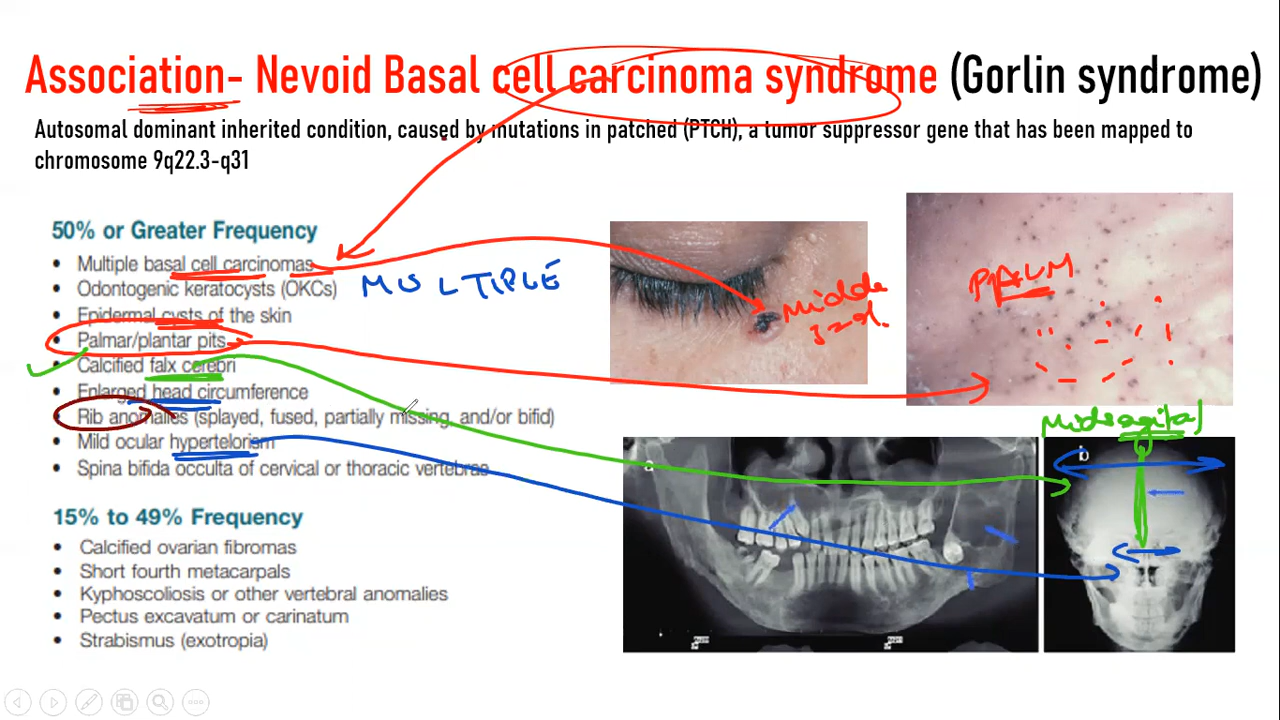 Association- Nevoid Basal cell carcinoma syndrome (Gorlin syndrome)
Autosomal dominant inherited condition, caused by mutations in patched (PTCH), a tumor suppressor gene that has been mapped to
chromosome 9q22.3-q31
50% or Greater Frequency
• Multiple basal cell carcinomas
MULTIPLE
• Odontogenic keratocysts (OKCs)
• Epidermal cysts of the skin
• Palmar/plantar pits
• Calcified falx cerebri
• Enlarged head circumference
• Rib anomalies (splayed, fused, partially missing, and/or bifid)
• Mild ocular hypertelorism
• Spina bifida occulta of cervical or thoracic vertebrae
15% to 49% Frequency
• Calcified ovarian fibromas
• Short fourth metacarpals
• Kyphoscoliosis or other vertebral anomalies
• Pectus excavatum or carinatum
• Strabismus (exotropia)
PALM
Midsagital
a
b